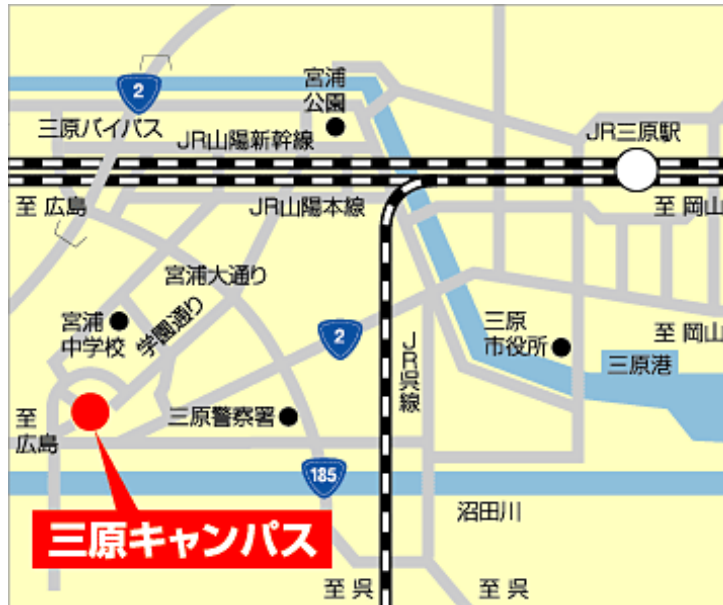 宮浦
公園
2
三原バイパス
JR山陽新幹線
JR三原駅
至 広島
JR山陽本線
至 岡山
宮浦大通り
学園通り
宮浦
中学校
2
JR呉線
三原
市役所
至 岡山
三原港
至
広島
三原警察署
185
沼田川
三原キャンパス
至 呉
至 呉